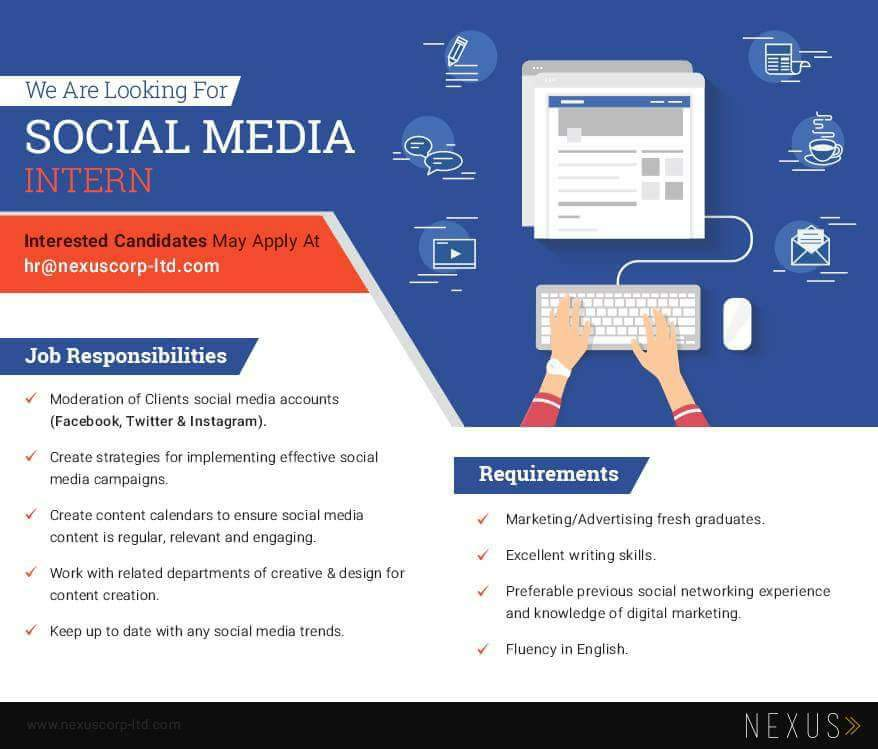 We Are Looking For
SOCIAL MEDIA
INTERN
Interested Candidates May Apply At
hr@nexuscorp-ltd.com
Job Responsibilities
Moderation of Clients social media accounts
(Facebook, Twitter & Instagram).
Create strategies for implementing effective social
media campaigns.
Create content calendars to ensure social media
content is regular, relevant and engaging.
Work with related departments of creative & design for
content creation.
Keep up to date with any social media trends.
Requirements
Marketing/Advertising fresh graduates.
Excellent writing skills.
Preferable previous social networking experience
and knowledge of digital marketing.
Fluency in English.
www.nexuscorp-ltd.com
NEXUS